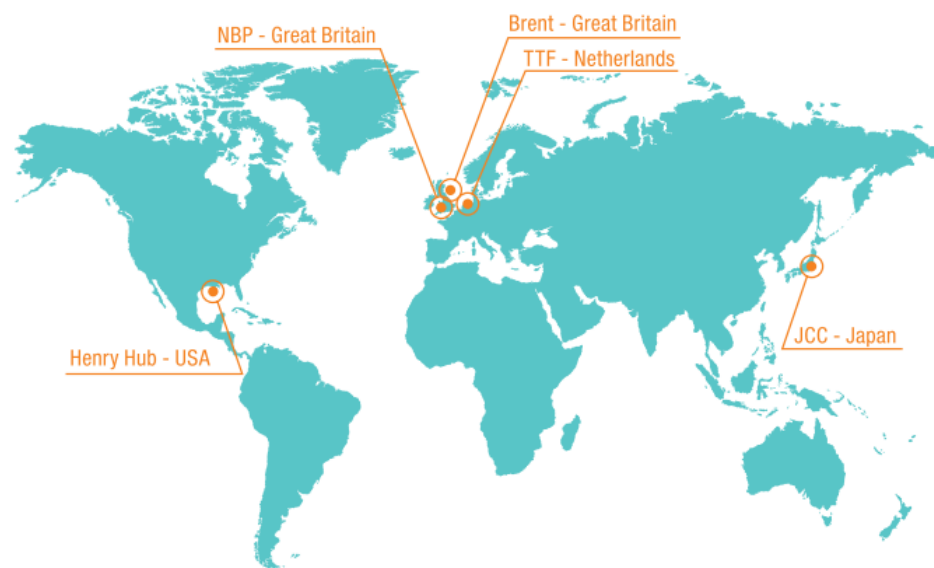 NBP - Great Britain
Brent - Great Britain
TTF - Netherlands
Henry Hub - USA
JCC - Japan